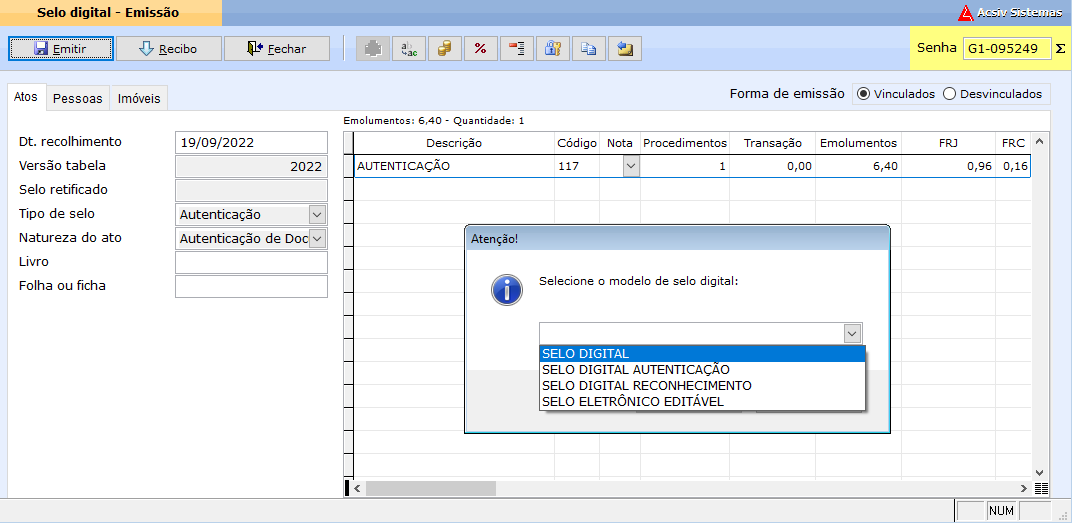 Selo digital - Emissão
Acsiv Sistemas
Emitir
Recibo
Fechar
ab
ac
%
Senha
G1-095249
Σ
Atos
Pessoas
Imóveis
Forma de emissão
Vinculados
Desvinculados
Emolumentos: 6,40 - Quantidade: 1
Dt. recolhimento
19/09/2022
Versão tabela
2022
Selo retificado
Tipo de selo
Autenticação
Natureza do ato
Autenticação de Doc
Livro
Folha ou ficha
Descrição Código Nota Procedimentos Transação Emolumentos FRJ FRC
AUTENTICAÇÃO 117 1 0,00 6,40 0,96 0,16
Atenção!
Selecione o modelo de selo digital:
SELO DIGITAL
SELO DIGITAL AUTENTICAÇÃO
SELO DIGITAL RECONHECIMENTO
SELO ELETRÔNICO EDITÁVEL
NUM